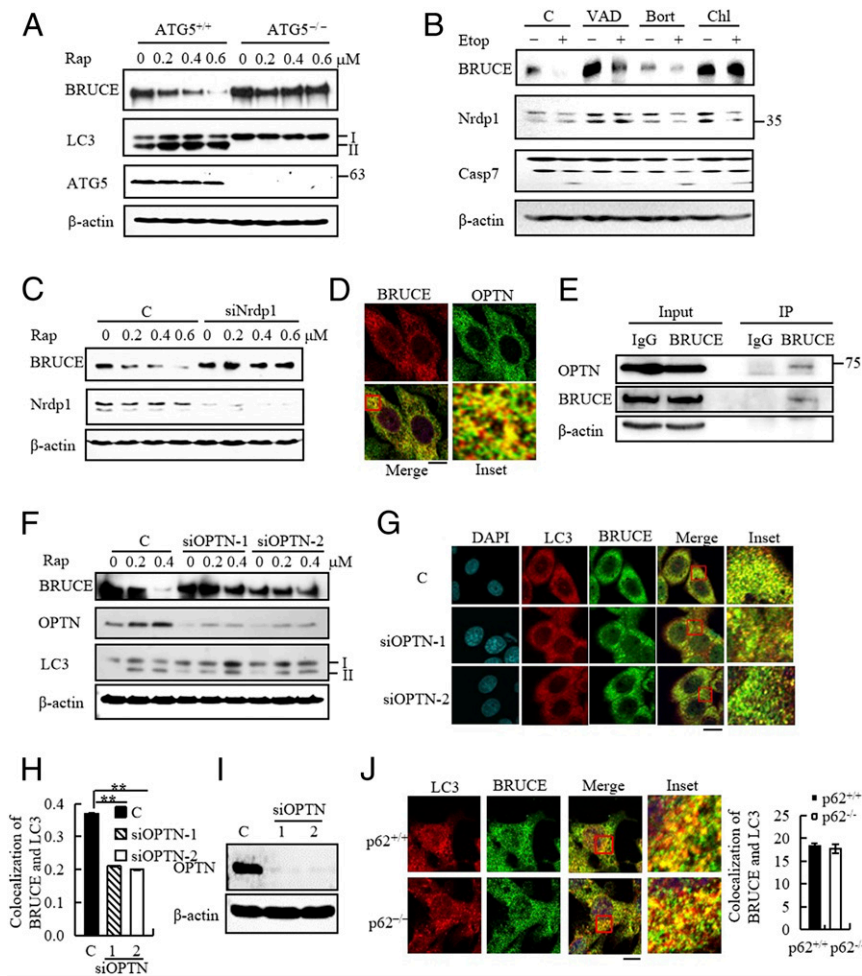 A
ATG5+/+ ATG5−/−
Rap 0 0.2 0.4 0.6 0 0.2 0.4 0.6 μM
BRUCE
LC3 I
II
ATG5 63
β-actin
B
C VAD Bort Chl
Etop − + − + − + − +
BRUCE
Nrdp1 35
Casp7
β-actin
C
C siNrdp1
Rap 0 0.2 0.4 0.6 0 0.2 0.4 0.6 μM
BRUCE
Nrdp1
β-actin
D
BRUCE OPTN
Merge Inset
E
Input IP
IgG BRUCE IgG BRUCE
OPTN 75
BRUCE
β-actin
F
C siOPTN-1 siOPTN-2
Rap 0 0.2 0.4 0 0.2 0.4 0 0.2 0.4 μM
BRUCE
OPTN
LC3 I
II
β-actin
G
DAPI LC3 BRUCE Merge Inset
C
siOPTN-1
siOPTN-2
H
Colocalization of
BRUCE and LC3
0.4
0.3
0.2
0.1
0.0
**
**
C
siOPTN-1
siOPTN-2
C 1 2
siOPTN
I
siOPTN
C 1 2
OPTN
β-actin
J
LC3 BRUCE Merge Inset
p62+/+
p62−/−
Colocalization of
BRUCE and LC3
25
20
15
10
5
0
p62+/+
p62−/−
p62+/+ p62−/−